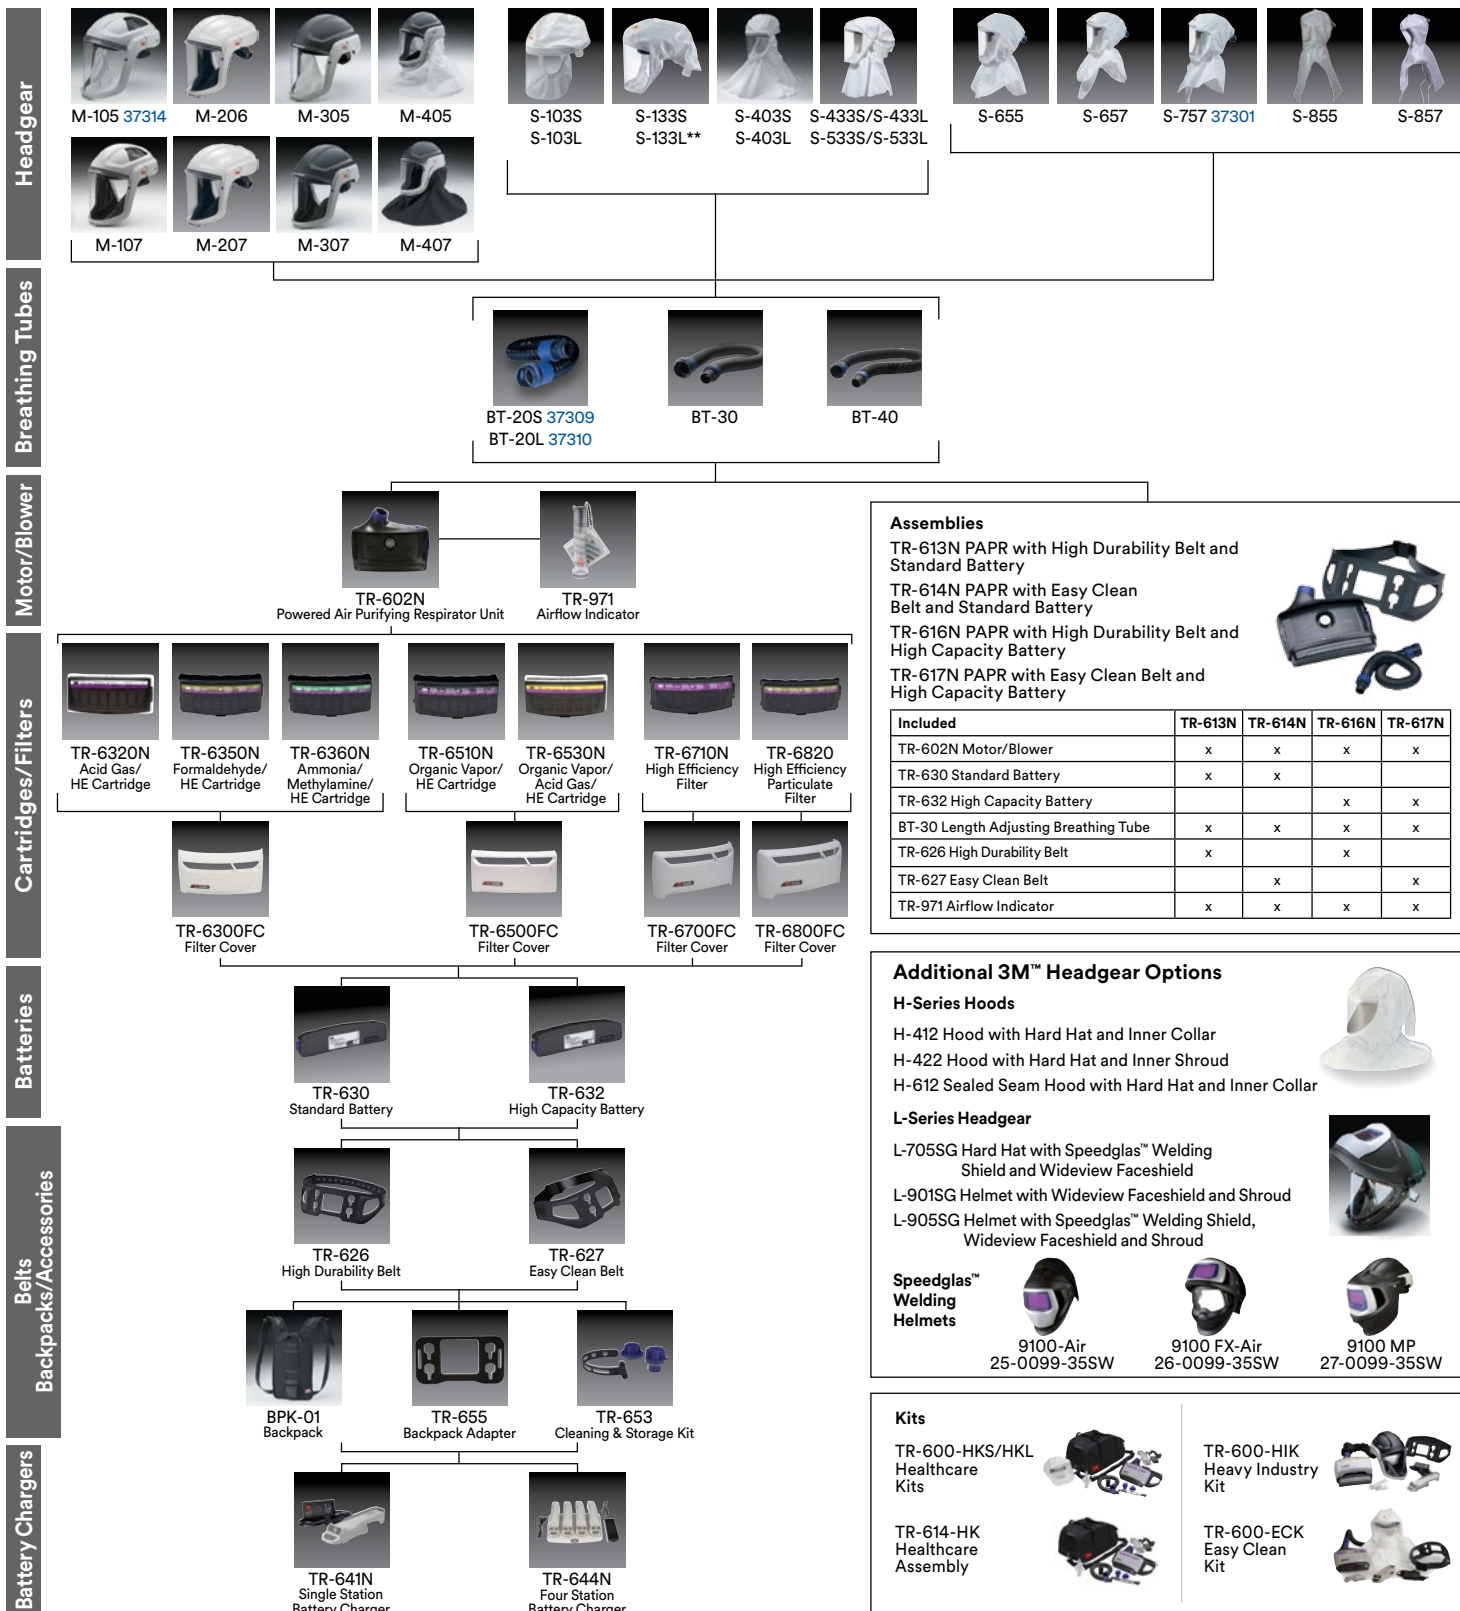 Headgear
M-105 37314
M-206
M-305
M-405
M-107
M-207
M-307
M-407
S-103S
S-103L
S-133S
S-133L**
S-403S
S-403L
S-433S/S-433L
S-533S/S-533L
S-655
S-657
S-757 37301
S-855
S-857
Breathing Tubes
BT-20S 37309
BT-20L 37310
BT-30
BT-40
Motor/Blower
TR-602N
Powered Air Purifying Respirator Unit
TR-971
Airflow Indicator
Cartridges/Filters
TR-6320N
Acid Gas/
HE Cartridge
TR-6350N
Formaldehyde/
HE Cartridge
TR-6360N
Ammonia/
Methylamine/
HE Cartridge
TR-6510N
Organic Vapor/
HE Cartridge
TR-6530N
Organic Vapor/
Acid Gas/
HE Cartridge
TR-6710N
High Efficiency
Filter
TR-6820
High Efficiency
Particulate
Filter
TR-6300FC
Filter Cover
TR-6500FC
Filter Cover
TR-6700FC
Filter Cover
TR-6800FC
Filter Cover
Batteries
TR-630
Standard Battery
TR-632
High Capacity Battery
Belts
Backpacks/Accessories
TR-626
High Durability Belt
TR-627
Easy Clean Belt
BPK-01
Backpack
TR-655
Backpack Adapter
TR-653
Cleaning & Storage Kit
Battery Chargers
TR-641N
Single Station
Battery Charger
TR-644N
Four Station
Battery Charger
Assemblies
TR-613N PAPR with High Durability Belt and
Standard Battery
TR-614N PAPR with Easy Clean
Belt and Standard Battery
TR-616N PAPR with High Durability Belt and
High Capacity Battery
TR-617N PAPR with Easy Clean Belt and
High Capacity Battery
Included TR-613N TR-614N TR-616N TR-617N
TR-602N Motor/Blower x x x x
TR-630 Standard Battery x x
TR-632 High Capacity Battery x x
BT-30 Length Adjusting Breathing Tube x x x x
TR-626 High Durability Belt x x
TR-627 Easy Clean Belt x x
TR-971 Airflow Indicator x x x x
Additional 3M™ Headgear Options
H-Series Hoods
H-412 Hood with Hard Hat and Inner Collar
H-422 Hood with Hard Hat and Inner Shroud
H-612 Sealed Seam Hood with Hard Hat and Inner Collar
L-Series Headgear
L-705SG Hard Hat with Speedglas™ Welding
Shield and Wideview Faceshield
L-901SG Helmet with Wideview Faceshield and Shroud
L-905SG Helmet with Speedglas™ Welding Shield,
Wideview Faceshield and Shroud
Speedglas™
Welding
Helmets
9100-Air
25-0099-35SW
9100 FX-Air
26-0099-35SW
9100 MP
27-0099-35SW
Kits
TR-600-HKS/HKL
Healthcare
Kits
TR-600-HIK
Heavy Industry
Kit
TR-614-HK
Healthcare
Assembly
TR-600-ECK
Easy Clean
Kit